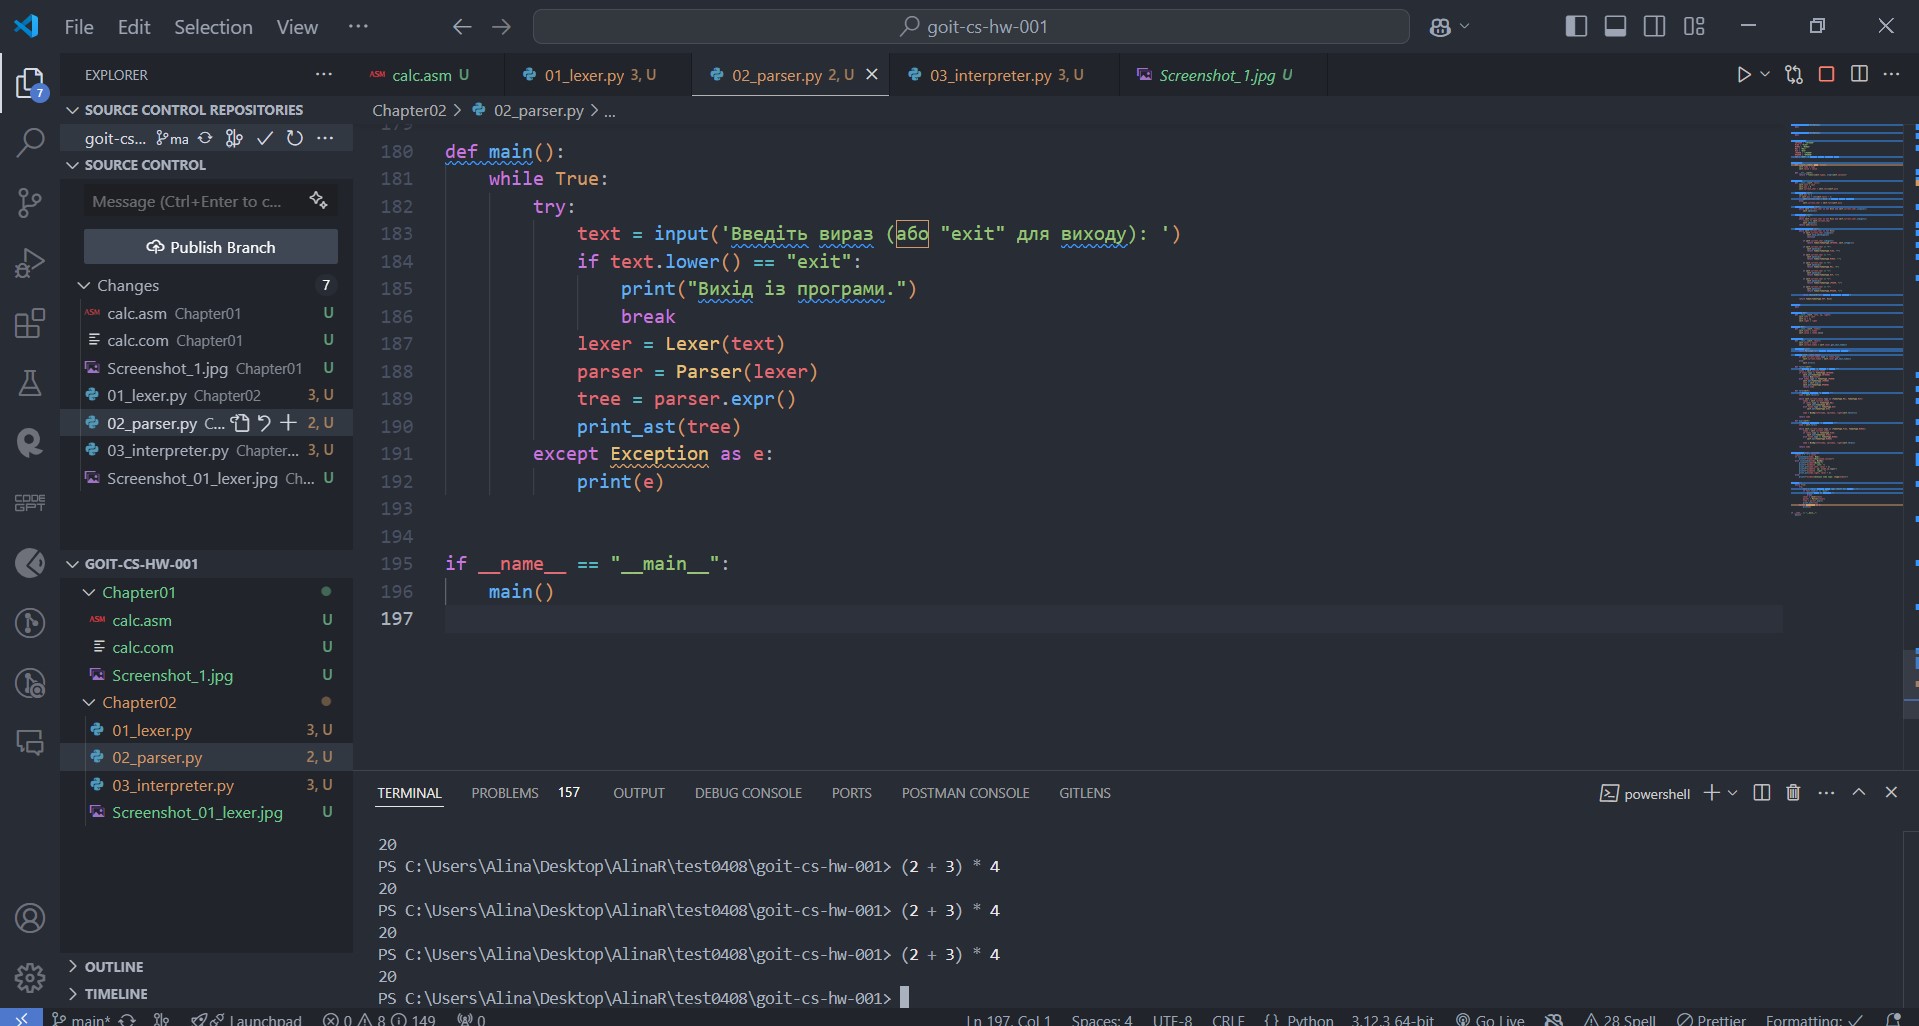 File Edit Selection View ··· goit-cs-hw-001
EXPLORER ···
calc.asm U
01_lexer.py 3, U
02_parser.py 2, U
03_interpreter.py 3, U
Screenshot_1.jpg U
SOURCE CONTROL REPOSITORIES
goit-cs... ma
SOURCE CONTROL
Message (Ctrl+Enter to c...
Publish Branch
Changes 7
ASM calc.asm Chapter01 U
calc.com Chapter01 U
Screenshot_1.jpg Chapter01 U
01_lexer.py Chapter02 3, U
02_parser.py C... 2, U
03_interpreter.py Chapter... 3, U
Screenshot_01_lexer.jpg Ch... U
GOIT-CS-HW-001
Chapter01
ASM calc.asm U
calc.com U
Screenshot_1.jpg U
Chapter02
01_lexer.py 3, U
02_parser.py 2, U
03_interpreter.py 3, U
Screenshot_01_lexer.jpg U
OUTLINE
TIMELINE
7
CODE
GPT
Chapter02 > 02_parser.py > ...
179
180 def main():
181 while True:
182 try:
183 text = input('Введіть вираз (або "exit" для виходу): ')
184 if text.lower() == "exit":
185 print("Вихід із програми.")
186 break
187 lexer = Lexer(text)
188 parser = Parser(lexer)
189 tree = parser.expr()
190 print_ast(tree)
191 except Exception as e:
192 print(e)
193
194
195 if __name__ == "__main__":
196 main()
197
TERMINAL PROBLEMS 157 OUTPUT DEBUG CONSOLE PORTS POSTMAN CONSOLE GITLENS
powershell
20
PS C:\Users\Alina\Desktop\AlinaR\test0408\goit-cs-hw-001> (2 + 3) * 4
20
PS C:\Users\Alina\Desktop\AlinaR\test0408\goit-cs-hw-001> (2 + 3) * 4
20
PS C:\Users\Alina\Desktop\AlinaR\test0408\goit-cs-hw-001> (2 + 3) * 4
20
PS C:\Users\Alina\Desktop\AlinaR\test0408\goit-cs-hw-001>
main* Launchpad 0 8 149 0 Ln 197, Col 1 Spaces: 4 UTF-8 CRLF {} Python 3.12.3 64-bit Go Live 28 Spell Prettier Formatting: ✓